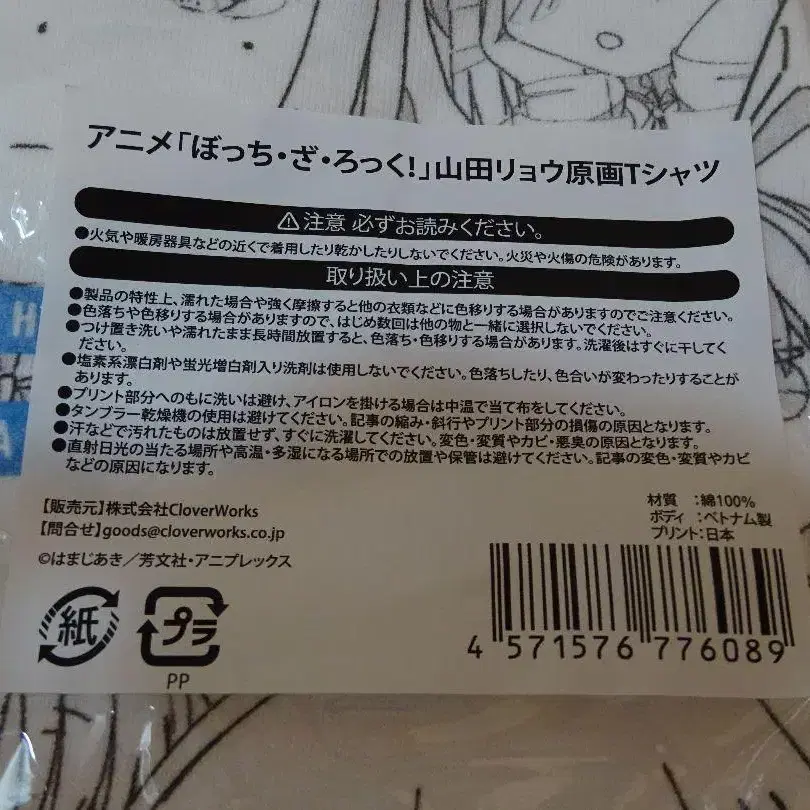 アニメ「ぼっち・ざ・ろっく!」山田リョウ原画Tシャツ
⚠注意 必ずお読みください。
●火気や暖房器具などの近くで着用したり乾かしたりしないでください。火災や火傷の危険があります。
取り扱い上の注意
●製品の特性上、濡れた場合や強く摩擦すると他の衣類などに色移りする場合がありますのでご注意ください。
●色落ちや色移りする場合がありますので、はじめ数回は他の物と一緒に選択しないでください。
●つけ置き洗いや濡れたまま長時間放置すると、色落ち・色移りする場合があります。洗濯後はすぐに干してく
ださい。
●塩素系漂白剤や蛍光増白剤入り洗剤は使用しないでください。色落ちしたり、色合いが変わったりすることが
あります。
●プリント部分へのもに洗いは避け、アイロンを掛ける場合は中温で当て布をしてください。
●タンブラー乾燥機の使用は避けてください。記事の縮み・斜行やプリント部分の損傷の原因となります。
●汗などで汚れたものは放置せず、すぐに洗濯してください。変色・変質やカビ・悪臭の原因となります。
●直射日光の当たる場所や高温・多湿になる場所での放置や保管は避けてください。記事の変色・変質やカビ
などの原因になります。
【販売元】株式会社CloverWorks
【問合せ】goods@cloverworks.co.jp
©はまじあき/芳文社・アニプレックス
材質 :綿100%
ボディ :ベトナム製
プリント:日本
紙
プラ
PP
4 571576 776089
H
A